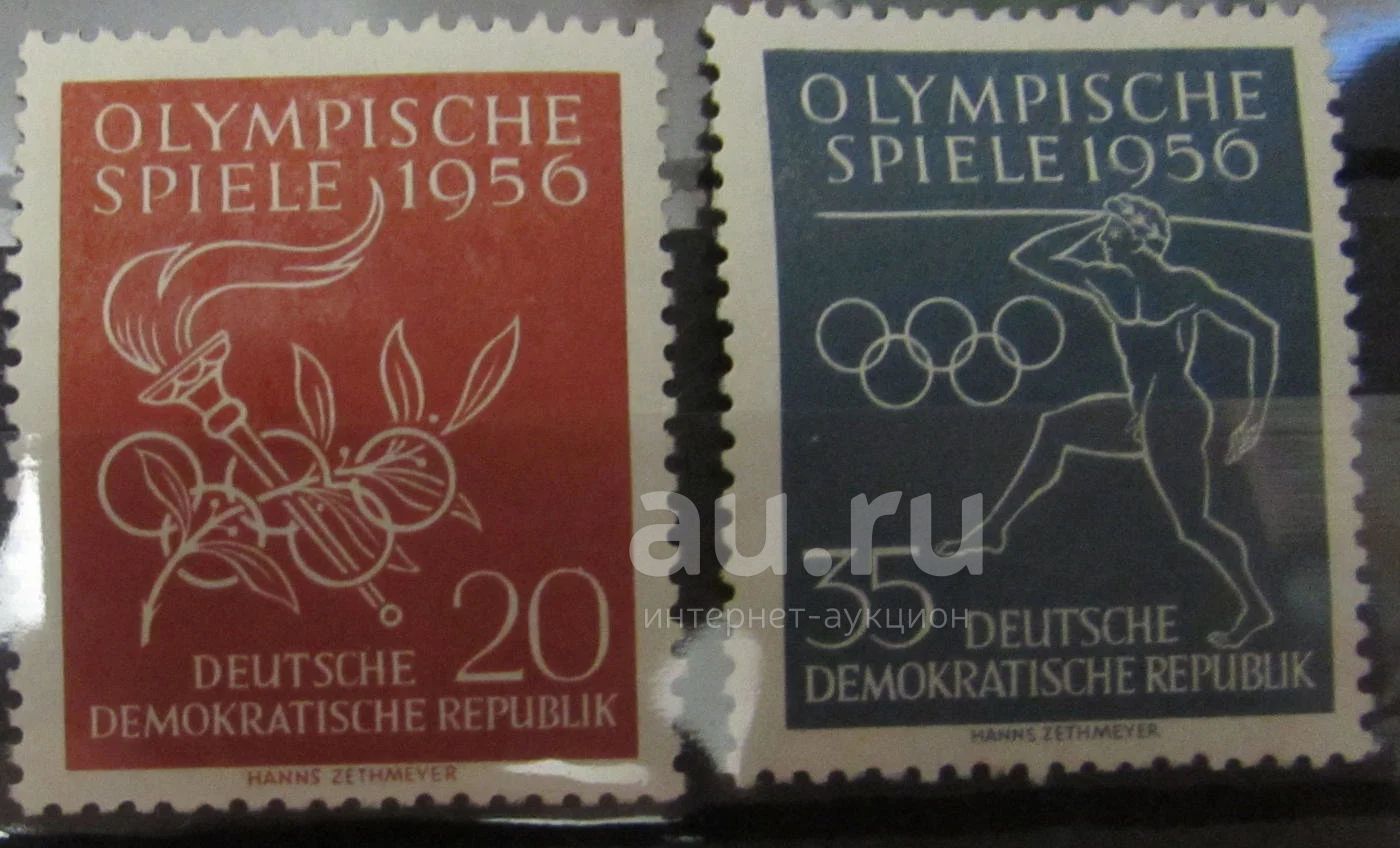 OLYMPISCHE
SPIELE 1956
20
DEUTSCHE
DEMOKRATISCHE REPUBLIK
HANNS ZETHMEYER
OLYMPISCHE
SPIELE 1956
35 DEUTSCHE
DEMOKRATISCHE REPUBLIK
HANNS ZETHMEYER
au.ru
интернет-аукцион